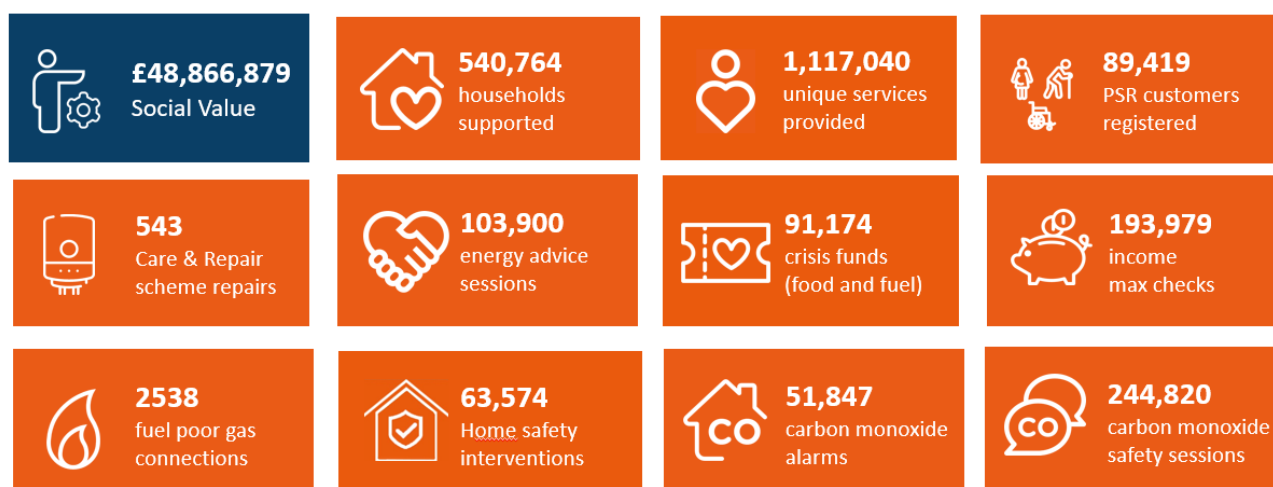 £48,866,879
Social Value
540,764
households
supported
1,117,040
unique services
provided
89,419
PSR customers
registered
543
Care & Repair
scheme repairs
103,900
energy advice
sessions
91,174
crisis funds
(food and fuel)
193,979
income
max checks
2538
fuel poor gas
connections
63,574
Home safety
interventions
CO
51,847
carbon monoxide
alarms
CO
244,820
carbon monoxide
safety sessions